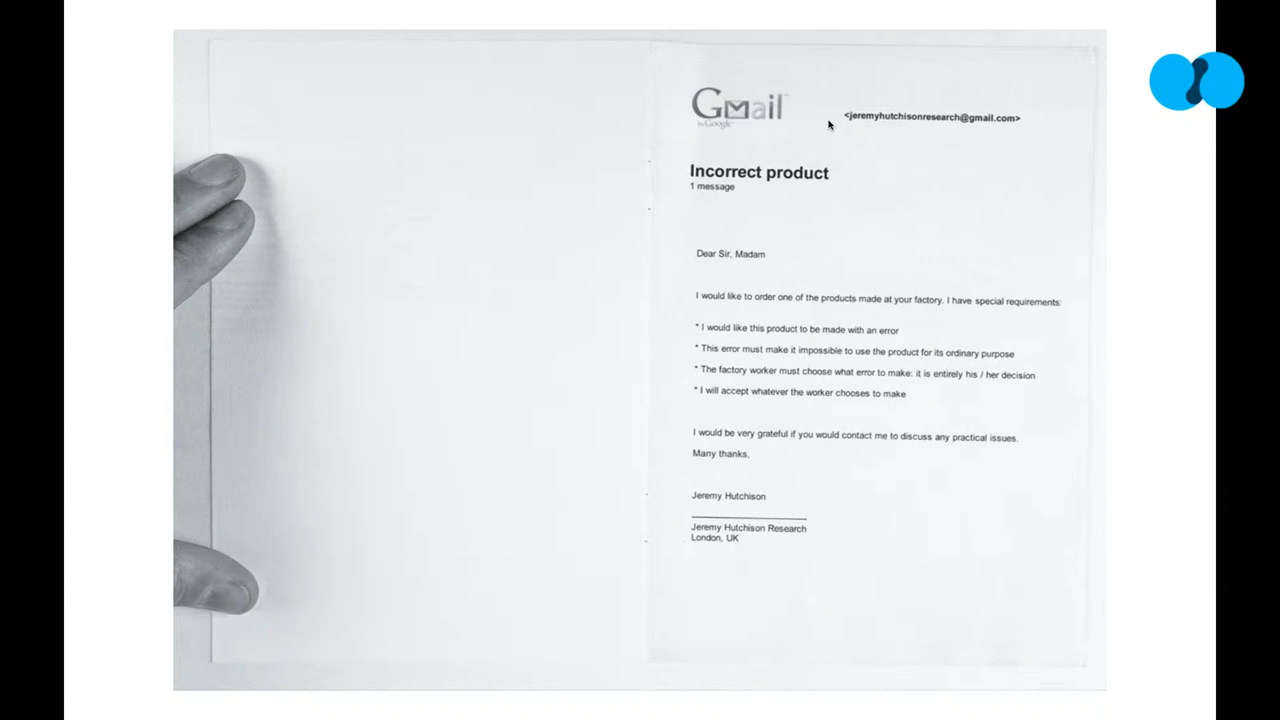 Gmail
by Google
<jeremyhutchisonresearch@gmail.com>
Incorrect product
1 message
Dear Sir, Madam
I would like to order one of the products made at your factory. I have special requirements:
* I would like this product to be made with an error
* This error must make it impossible to use the product for its ordinary purpose
* The factory worker must choose what error to make: it is entirely his / her decision
* I will accept whatever the worker chooses to make
I would be very grateful if you would contact me to discuss any practical issues.
Many thanks,
Jeremy Hutchison
Jeremy Hutchison Research
London, UK